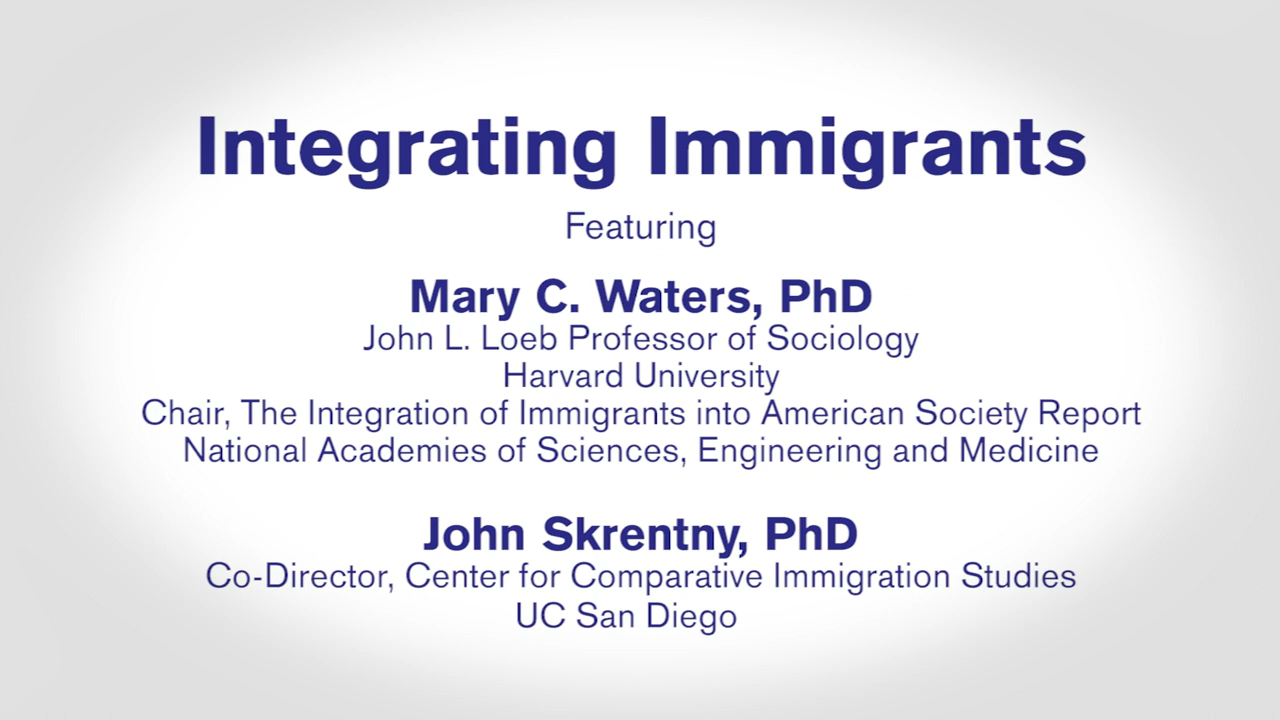 Integrating Immigrants
Featuring
Mary C. Waters, PhD
John L. Loeb Professor of Sociology
Harvard University
Chair, The Integration of Immigrants into American Society Report
National Academies of Sciences, Engineering and Medicine
John Skrentny, PhD
Co-Director, Center for Comparative Immigration Studies
UC San Diego